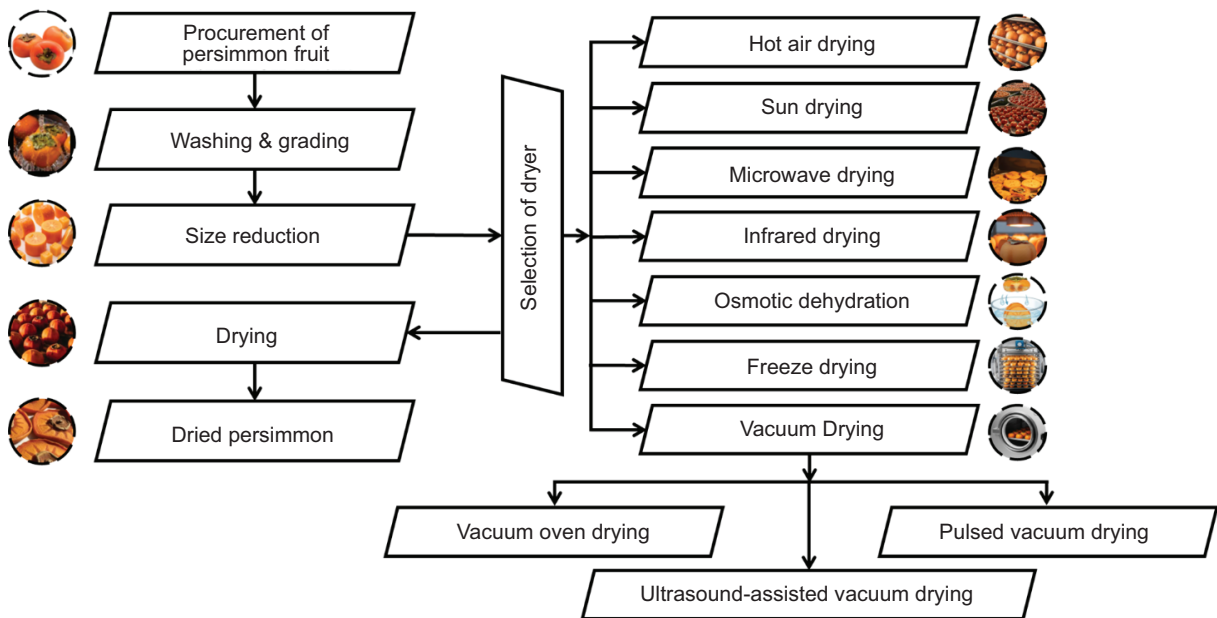 Procurement of
persimmon fruit
Washing & grading
Size reduction
Drying
Dried persimmon
Selection of dryer
Hot air drying
Sun drying
Microwave drying
Infrared drying
Osmotic dehydration
Freeze drying
Vacuum Drying
Vacuum oven drying
Pulsed vacuum drying
Ultrasound-assisted vacuum drying